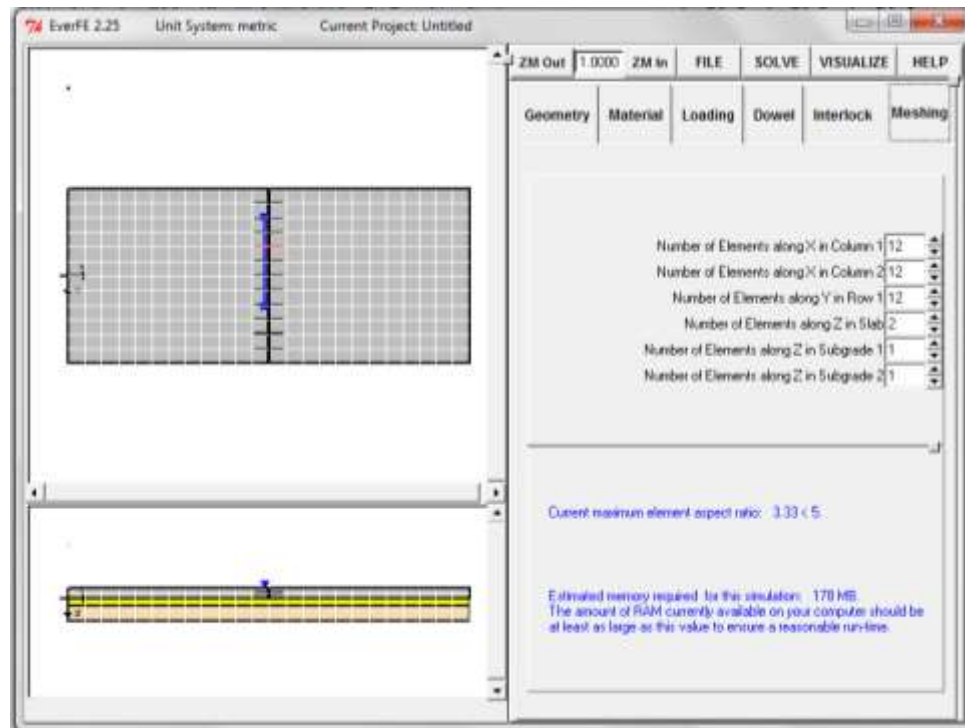 EverFE 2.25 Unit System: metric Current Project: Untitled
ZM Out 1.0000 ZM In FILE SOLVE VISUALIZE HELP
Geometry Material Loading Dowel Interlock Meshing
Number of Elements along X in Column 1 12
Number of Elements along X in Column 2 12
Number of Elements along Y in Row 1 12
Number of Elements along Z in Slab 2
Number of Elements along Z in Subgrade 1 1
Number of Elements along Z in Subgrade 2 1
Current maximum element aspect ratio: 3.33 < 5
Estimated memory required for this simulation: 178 MB.
The amount of RAM currently available on your computer should be
at least as large as this value to ensure a reasonable run-time.